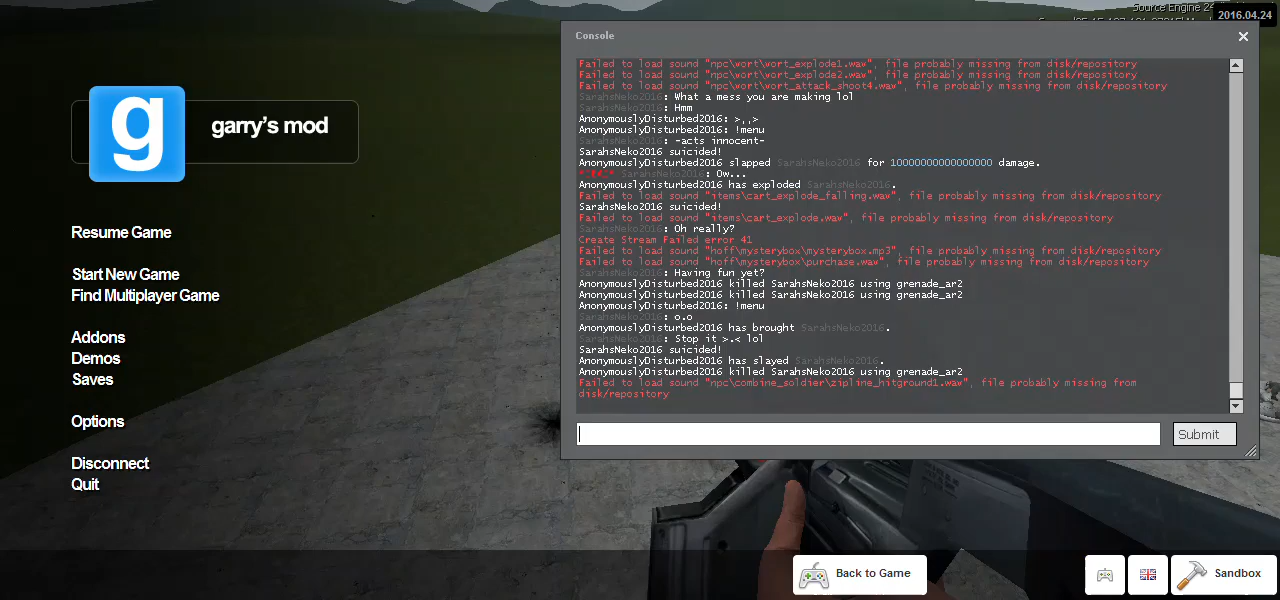 Source Engine 24
2016.04.24
Console
Failed to load sound "npc\vort\vort_explode1.wav", file probably missing from disk/repository
Failed to load sound "npc\vort\vort_explode2.wav", file probably missing from disk/repository
Failed to load sound "npc\vort\vort_attack_shoot4.wav", file probably missing from disk/repository
SarahsNeko2016: What a mess you are making lol
SarahsNeko2016: Hmm
AnonymouslyDisturbed2016: >,,>
AnonymouslyDisturbed2016: !menu
SarahsNeko2016: -acts innocent-
SarahsNeko2016 suicided!
AnonymouslyDisturbed2016 slapped SarahsNeko2016 for 10000000000000000 damage.
SarahsNeko2016: Ow...
AnonymouslyDisturbed2016 has exploded SarahsNeko2016.
Failed to load sound "items\cart_explode_falling.wav", file probably missing from disk/repository
SarahsNeko2016 suicided!
Failed to load sound "items\cart_explode.wav", file probably missing from disk/repository
SarahsNeko2016: Oh really?
Create Stream Failed error 41
Failed to load sound "hoff\mysterybox\mysterybox.mp3", file probably missing from disk/repository
Failed to load sound "hoff\mysterybox\purchase.wav", file probably missing from disk/repository
SarahsNeko2016: Having fun yet?
AnonymouslyDisturbed2016 killed SarahsNeko2016 using grenade_ar2
AnonymouslyDisturbed2016 killed SarahsNeko2016 using grenade_ar2
AnonymouslyDisturbed2016: !menu
SarahsNeko2016: o.o
AnonymouslyDisturbed2016 has brought SarahsNeko2016.
SarahsNeko2016: Stop it >.< lol
SarahsNeko2016 suicided!
AnonymouslyDisturbed2016 has slayed SarahsNeko2016.
AnonymouslyDisturbed2016 killed SarahsNeko2016 using grenade_ar2
Failed to load sound "npc\combine_soldier\zipline_hitground1.wav", file probably missing from
disk/repository
Submit
g
garry's mod
Resume Game
Start New Game
Find Multiplayer Game
Addons
Demos
Saves
Options
Disconnect
Quit
Back to Game
Sandbox